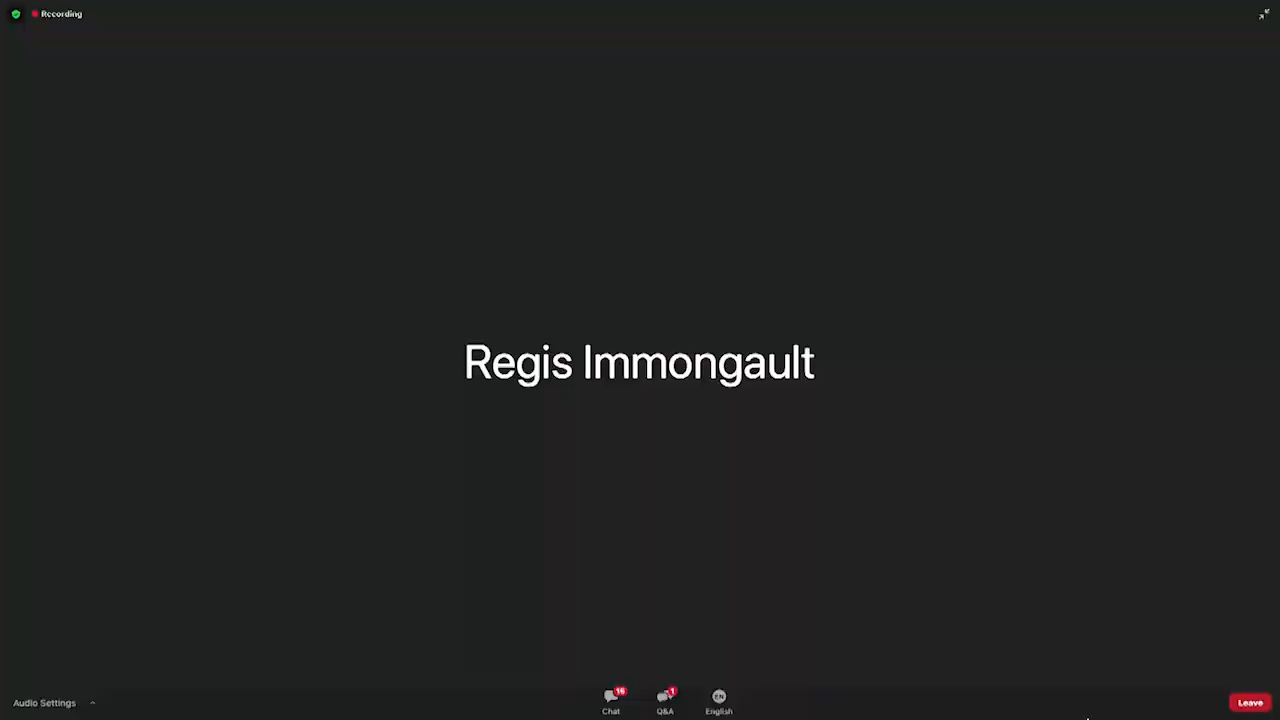 Recording
Regis Immongault
Audio Settings
16
1
EN
Chat
Q&A
English
Leave